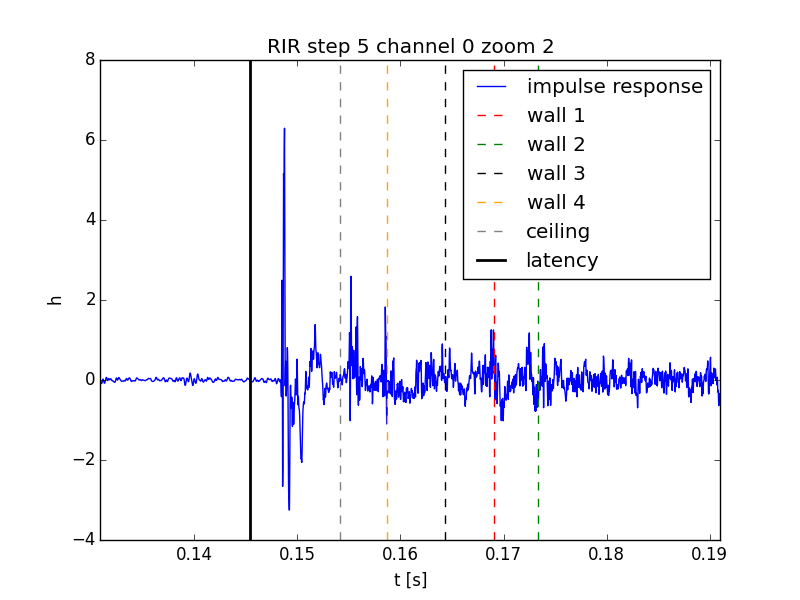 RIR step 5 channel 0 zoom 2
8
6
4
2
0
−2
−4
h
impulse response
wall 1
wall 2
wall 3
wall 4
ceiling
latency
0.14
0.15
0.16
0.17
0.18
0.19
t [s]